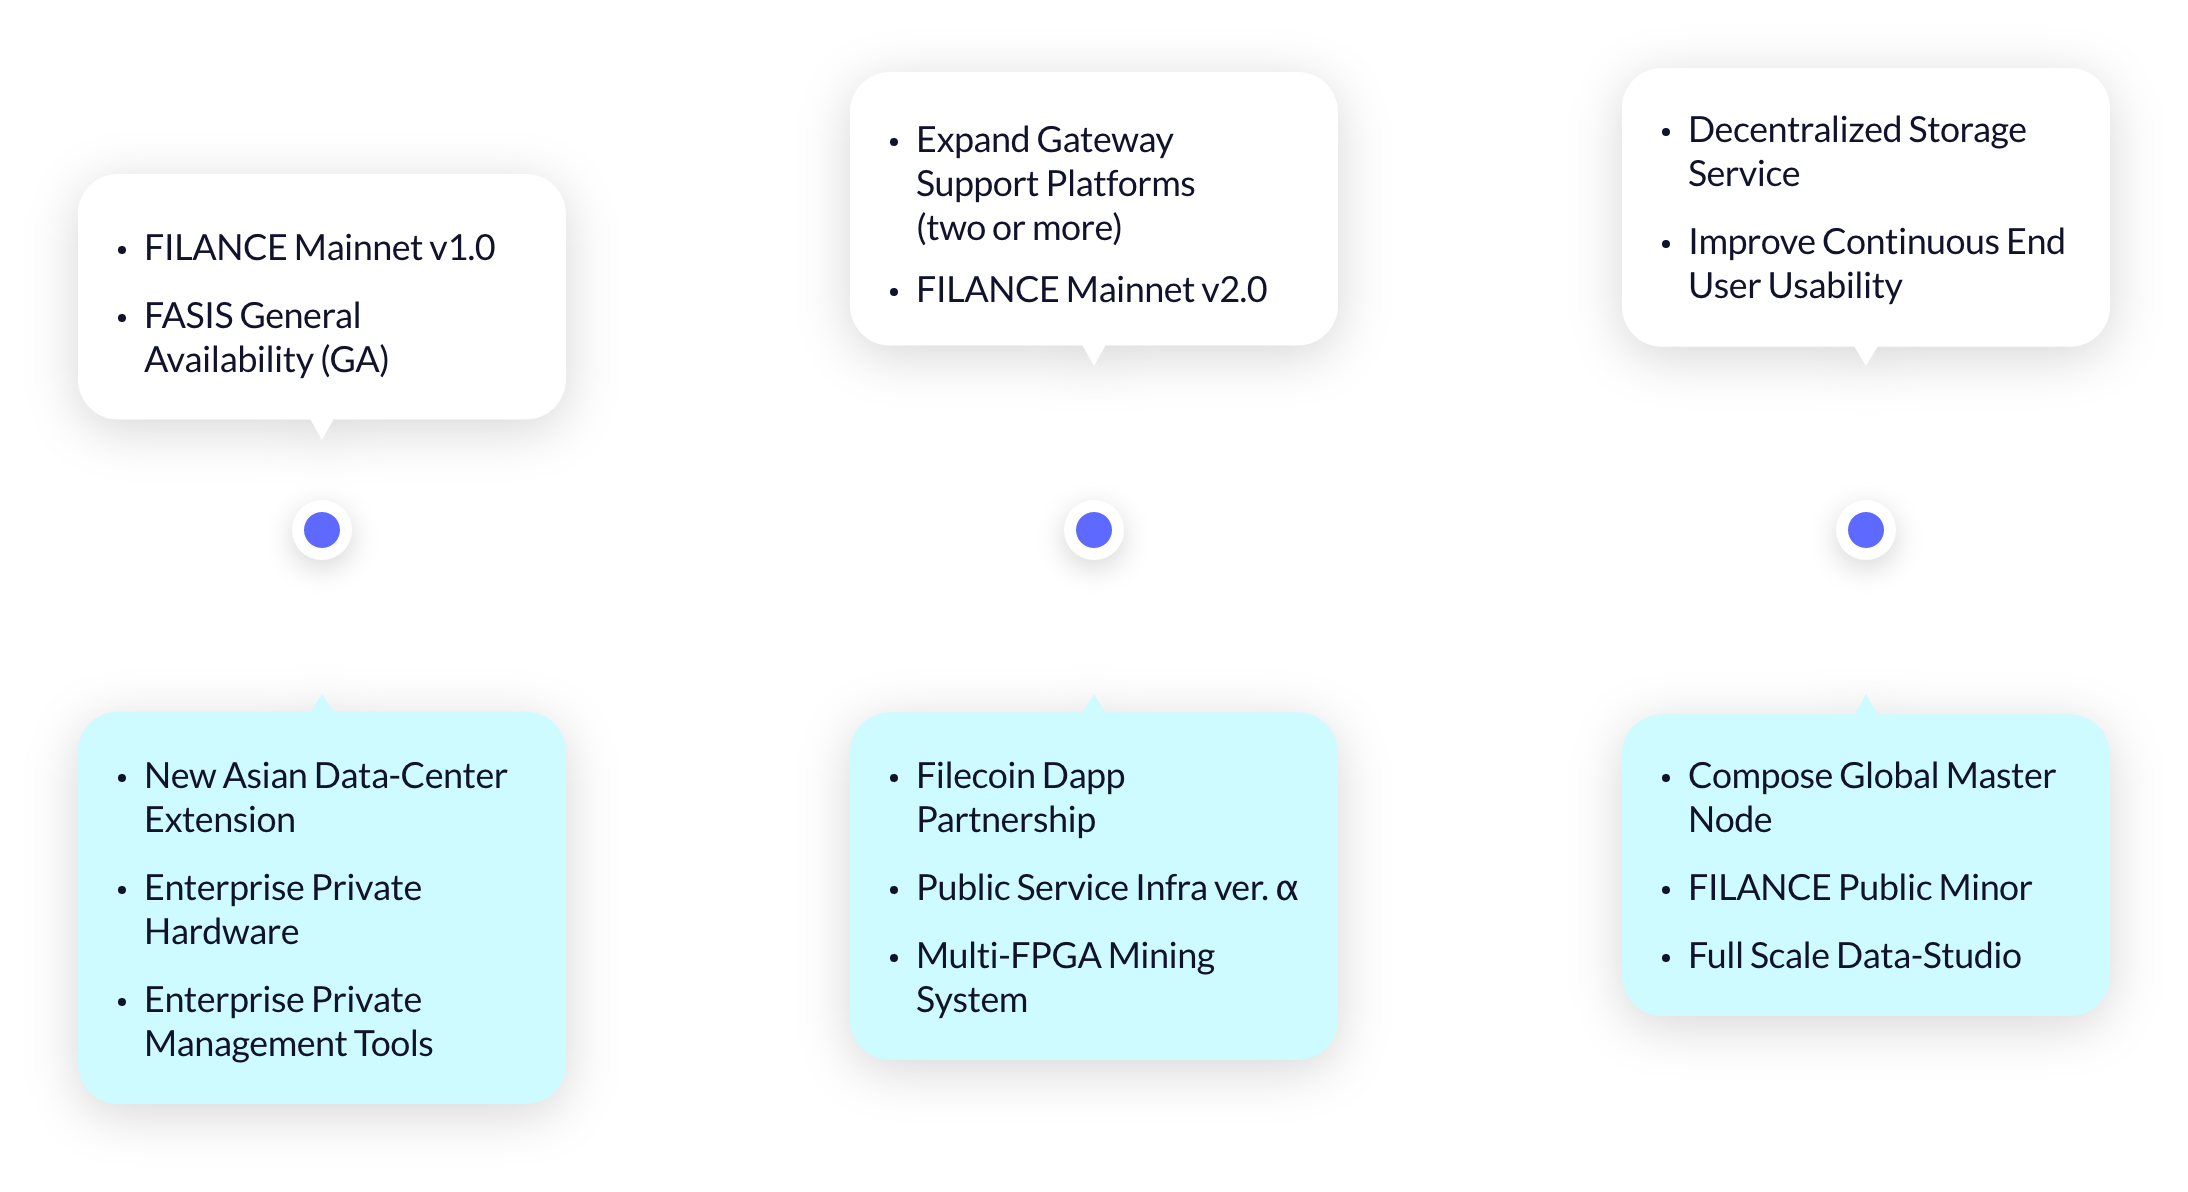 • FILANCE Mainnet v1.0
• FASIS General
Availability (GA)
• Expand Gateway
Support Platforms
(two or more)
• FILANCE Mainnet v2.0
• Decentralized Storage
Service
• Improve Continuous End
User Usability
• New Asian Data-Center
Extension
• Enterprise Private
Hardware
• Enterprise Private
Management Tools
• Filecoin Dapp
Partnership
• Public Service Infra ver. α
• Multi-FPGA Mining
System
• Compose Global Master
Node
• FILANCE Public Minor
• Full Scale Data-Studio